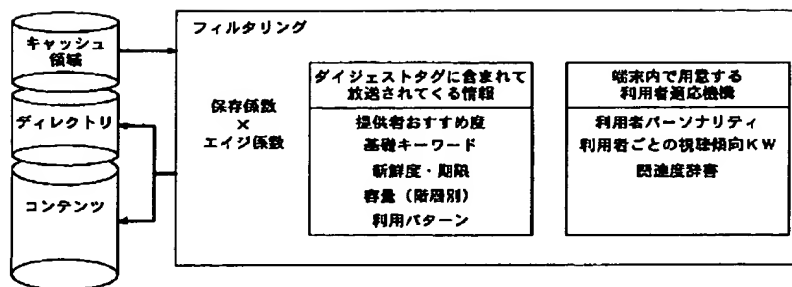 キャッシュ
領域
ディレクトリ
コンテンツ
フィルタリング
保存係数
×
エイジ係数
ダイジェストタグに含まれて
放送されてくる情報
提供者おすすめ度
基礎キーワード
新鮮度・期限
容量（階層別）
利用パターン
端末内で用意する
利用者適応機構
利用者パーソナリティ
利用者ごとの視聴傾向KW
関連度辞書